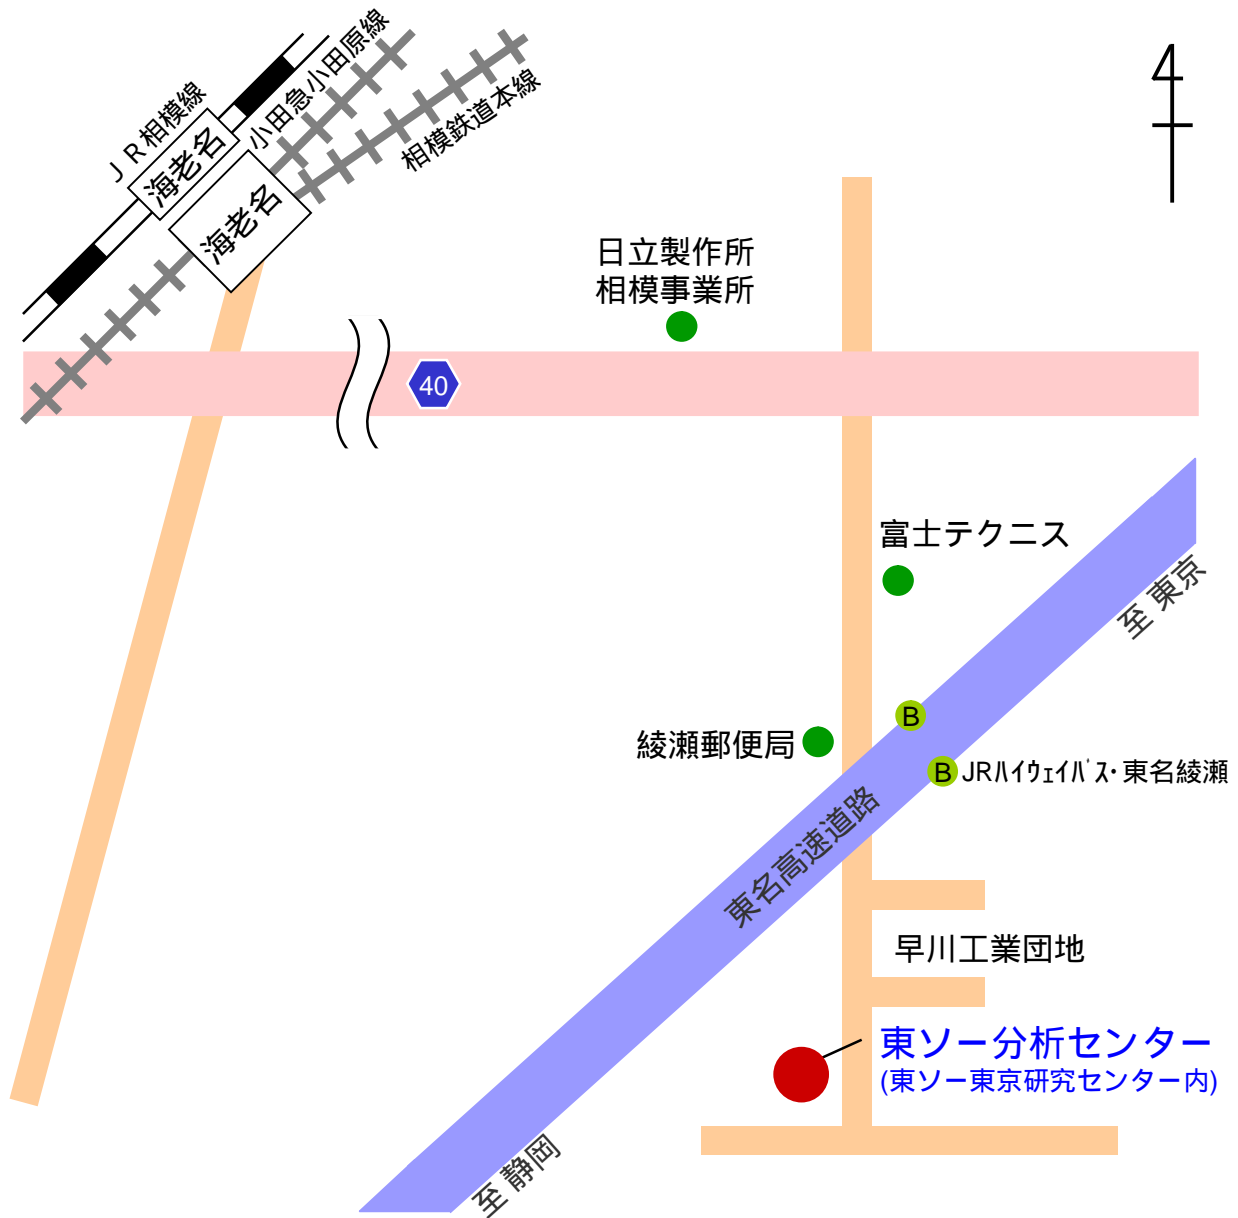 ＪＲ相模線
小田急小田原線
相模鉄道本線
海老名
海老名
日立製作所
相模事業所
40
富士テクニス
至 東京
B
綾瀬郵便局
B
JRﾊｲｳｪｲﾊﾞｽ・東名綾瀬
東名高速道路
早川工業団地
東ソー分析センター
(東ソー東京研究センター内)
至 静岡